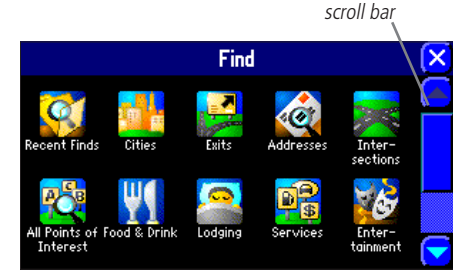 scroll bar
Find
Recent Finds
Cities
Exits
Addresses
Inter-
sections
All Points of
Interest
Food & Drink
Lodging
Services
Enter-
tainment